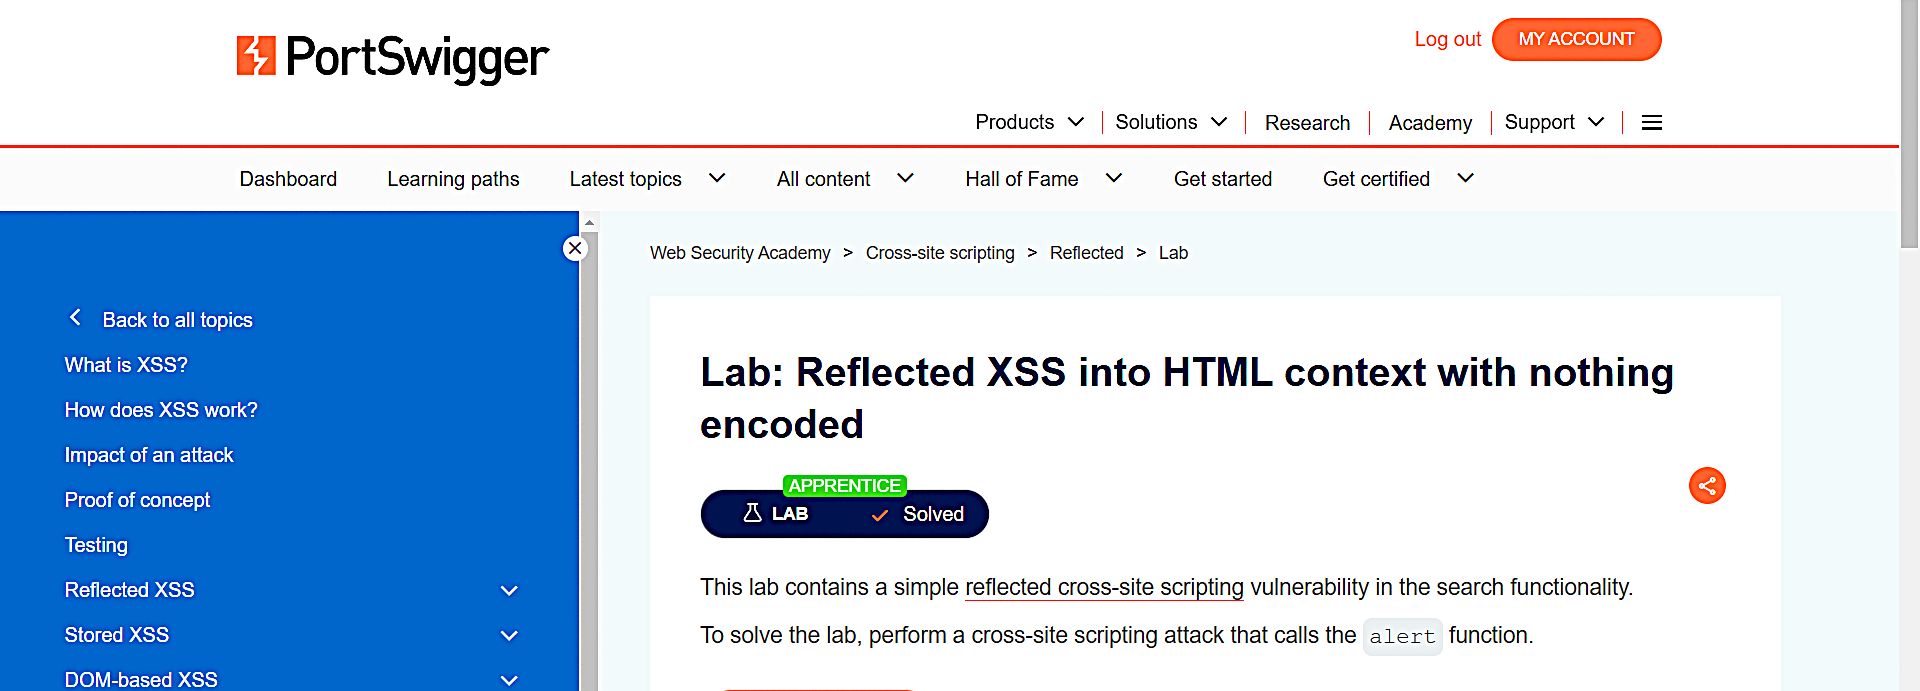 PortSwigger
Log out
MY ACCOUNT
Products
Solutions
Research
Academy
Support
Dashboard
Learning paths
Latest topics
All content
Hall of Fame
Get started
Get certified
Back to all topics
What is XSS?
How does XSS work?
Impact of an attack
Proof of concept
Testing
Reflected XSS
Stored XSS
DOM-based XSS
Web Security Academy > Cross-site scripting > Reflected > Lab
Lab: Reflected XSS into HTML context with nothing
encoded
APPRENTICE
LAB
Solved
This lab contains a simple reflected cross-site scripting vulnerability in the search functionality.
To solve the lab, perform a cross-site scripting attack that calls the alert function.